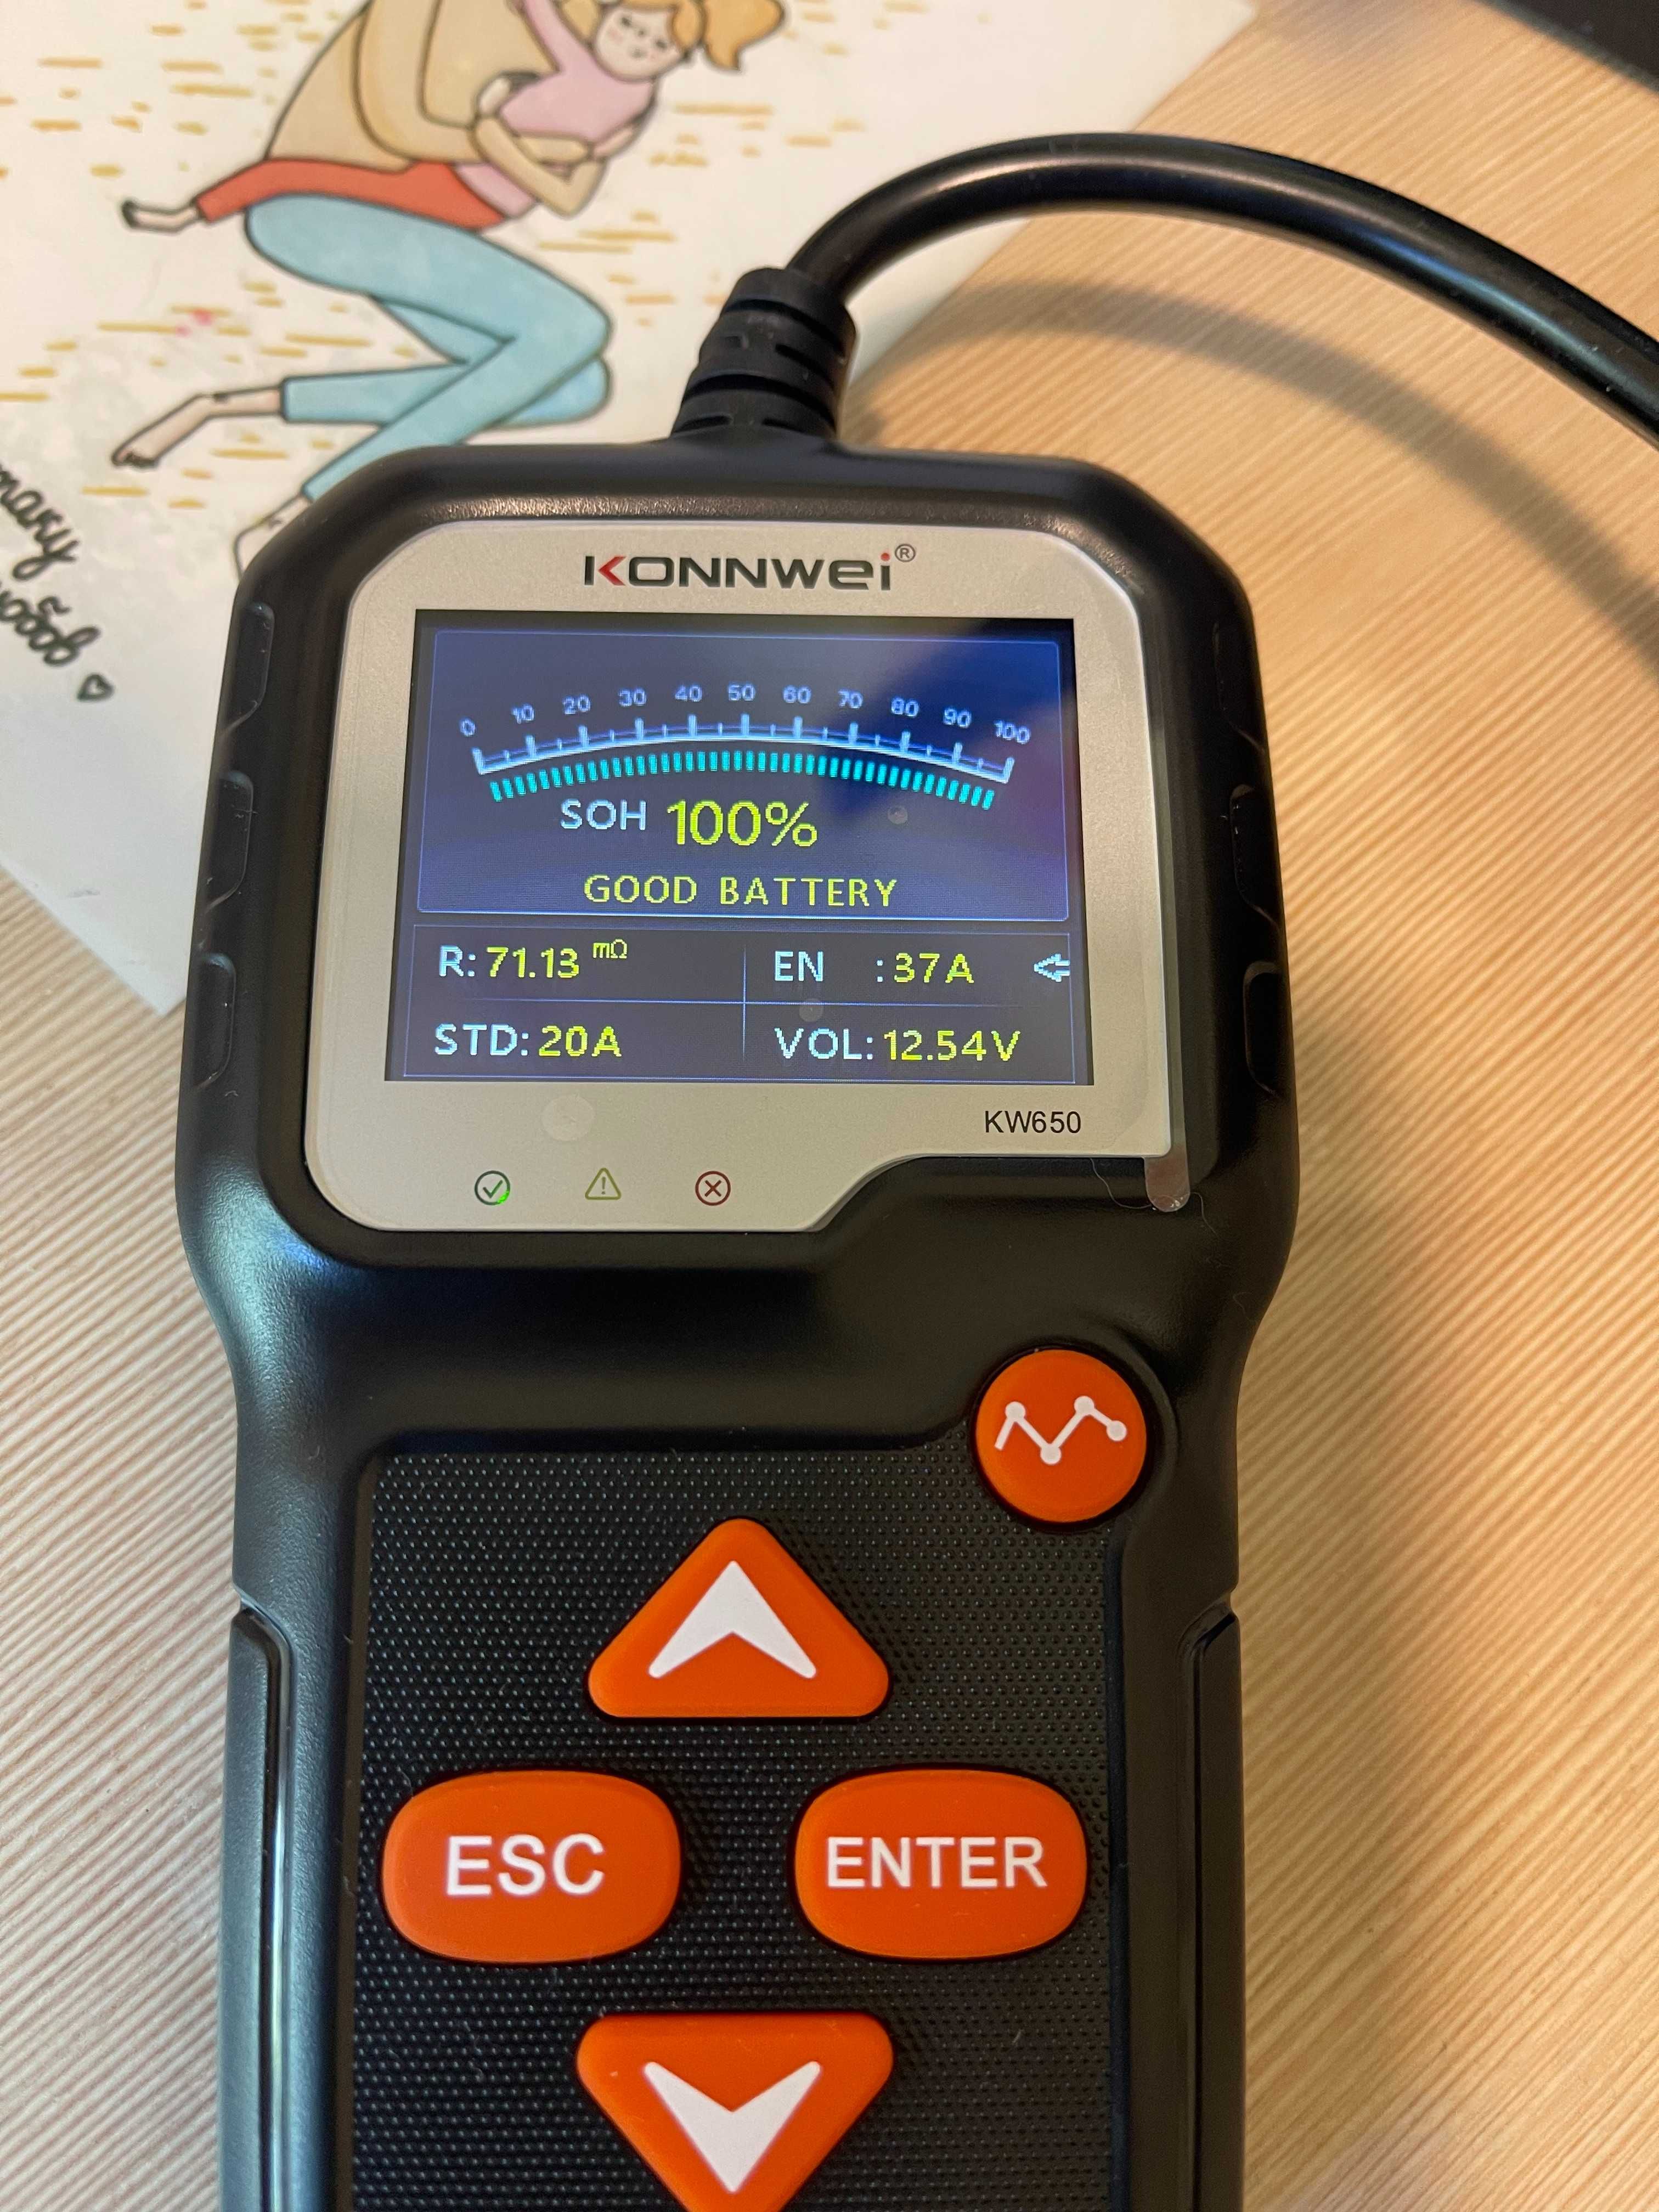 KONNWEI®
0 10 20 30 40 50 60 70 80 90 100
SOH 100%
GOOD BATTERY
R: 71.13 mΩ
EN : 37A
STD: 20A
VOL: 12.54V
KW650
ESC
ENTER